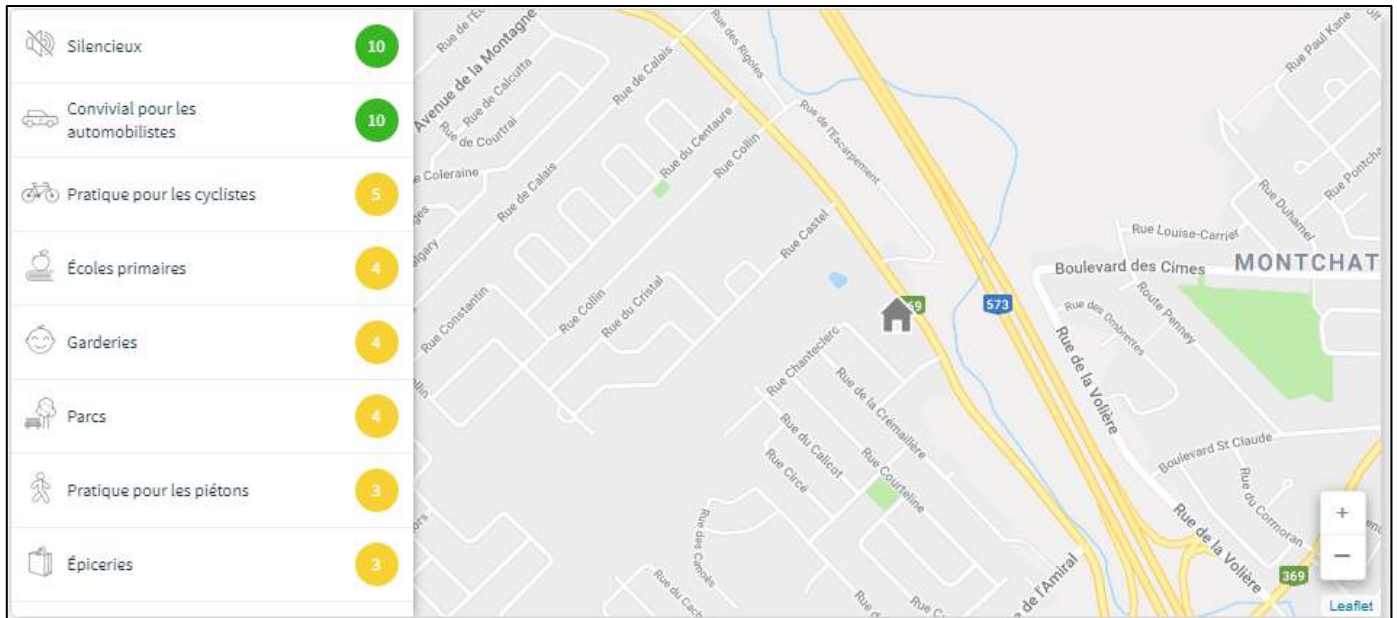 Silencieux
10
Convivial pour les
automobilistes
10
Pratique pour les cyclistes
5
Écoles primaires
4
Garderies
4
Parcs
4
Pratique pour les piétons
3
Épiceries
3
Avenue de la Montagne
Rue de Calcutta
Rue de Courtrai
Rue de Calais
Rue des Rigoles
Rue de l'Escarpement
Rue du Centaure
Rue Collin
Rue de Calais
Coleraine
Rue Castel
Rue Constantin
Rue Collin
Rue du Cristal
Rue Chanteclerc
Rue de la Crémaillère
Rue du Calicot
Rue Circé
Rue Courteline
Rue des Canoës
573
Rue Paul Kane
Rue Duhamel
Rue Louise-Carrier
Boulevard des Cimes
MONTCHAT
Rue des Ombrettes
Route Penney
Rue de la Volière
Boulevard St Claude
Rue du Cormoran
Rue de la Volière
369
de l'Amiral
+
−
Leaflet